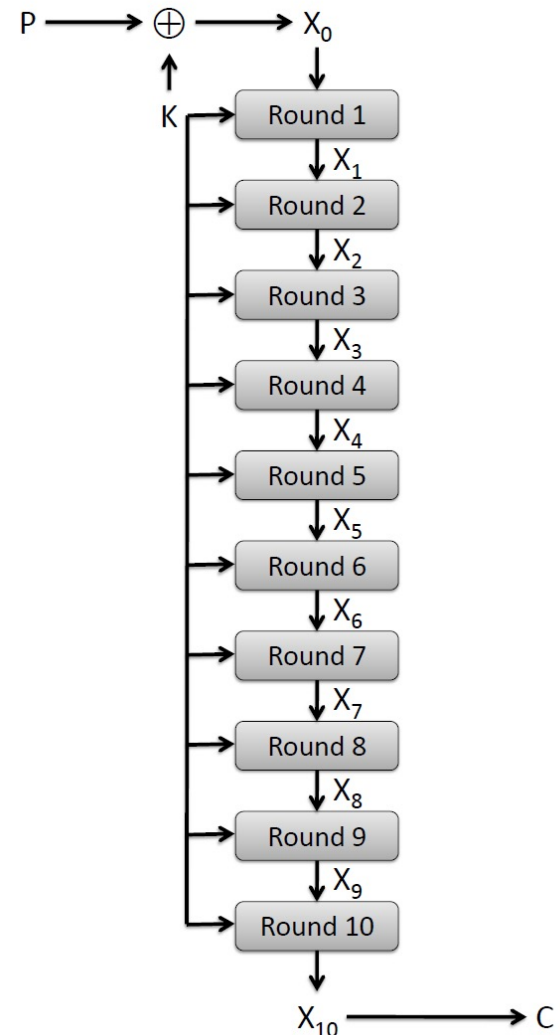 P ⊕ X₀
K
Round 1
X₁
Round 2
X₂
Round 3
X₃
Round 4
X₄
Round 5
X₅
Round 6
X₆
Round 7
X₇
Round 8
X₈
Round 9
X₉
Round 10
X₁₀ C